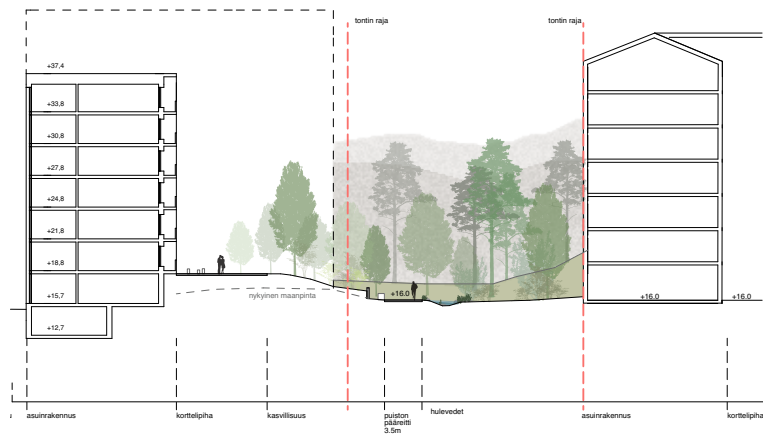 tontin raja
tontin raja
+37,4
+33,8
+30,8
+27,8
+24,8
+21,8
+18,8
+15,7
nykyinen maanpinta
+16.0
+16.0
+16.0
+12,7
asuinrakennus
korttelipiha
kasvillisuus
puiston
pääreitti
3.5m
hulevedet
asuinrakennus
korttelipiha